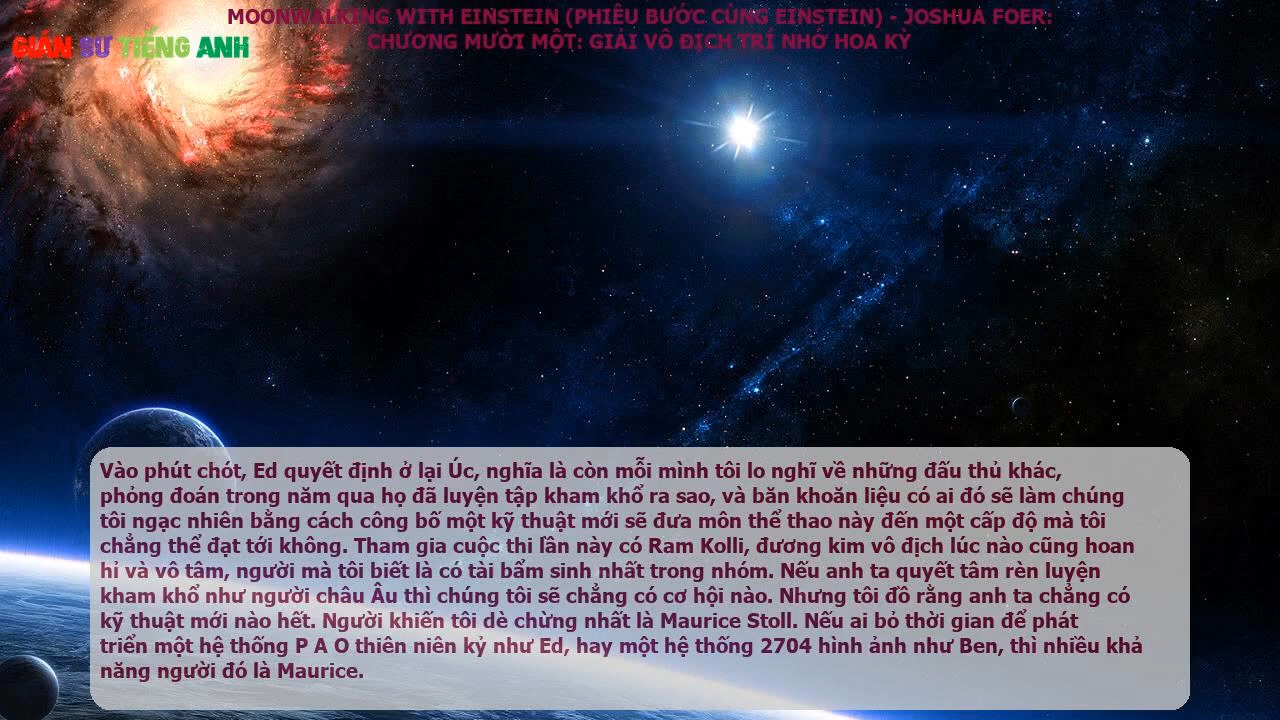 MOONWALKING WITH EINSTEIN (PHIÊU BƯỚC CÙNG EINSTEIN) - JOSHUA FOER:
CHƯƠNG MƯỜI MỘT: GIẢI VÔ ĐỊCH TRÍ NHỚ HOA KỲ
GIÁN SỨ TIẾNG ANH
Vào phút chót, Ed quyết định ở lại Úc, nghĩa là còn mỗi mình tôi lo nghĩ về những đấu thủ khác,
phỏng đoán trong năm qua họ đã luyện tập kham khổ ra sao, và băn khoăn liệu có ai đó sẽ làm chúng
tôi ngạc nhiên bằng cách công bố một kỹ thuật mới sẽ đưa môn thể thao này đến một cấp độ mà tôi
chẳng thể đạt tới không. Tham gia cuộc thi lần này có Ram Kolli, đương kim vô địch lúc nào cũng hoan
hỉ và vô tâm, người mà tôi biết là có tài bẩm sinh nhất trong nhóm. Nếu anh ta quyết tâm rèn luyện
kham khổ như người châu Âu thì chúng tôi sẽ chẳng có cơ hội nào. Nhưng tôi đồ rằng anh ta chẳng có
kỹ thuật mới nào hết. Người khiến tôi dè chừng nhất là Maurice Stoll. Nếu ai bỏ thời gian để phát
triển một hệ thống P A O thiên niên kỷ như Ed, hay một hệ thống 2704 hình ảnh như Ben, thì nhiều khả
năng người đó là Maurice.